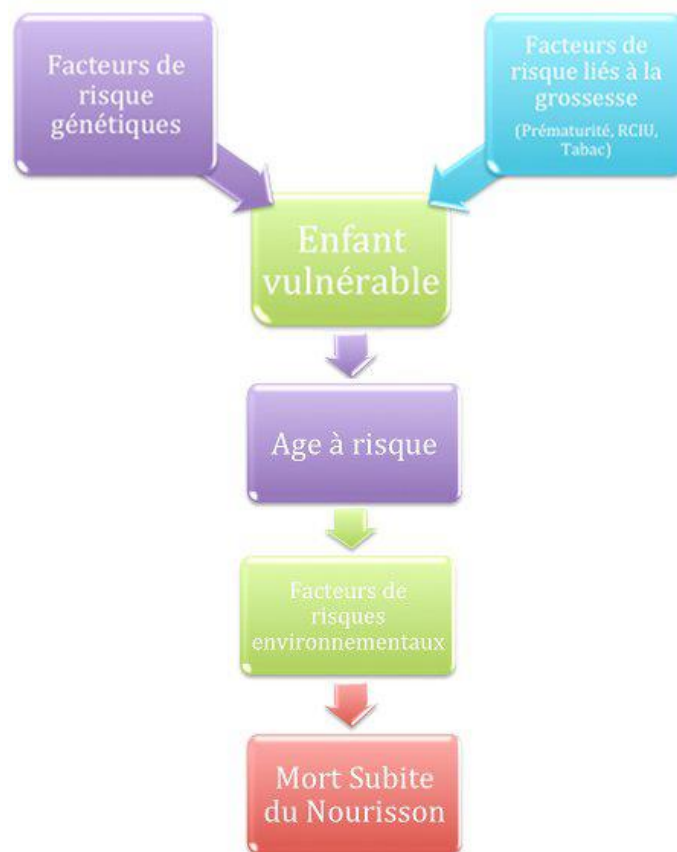 Facteurs de
risque
génétiques
Facteurs de
risque liés à la
grossesse
(Prématurité, RCIU,
Tabac)
Enfant
vulnérable
Age à risque
Facteurs de
risques
environnementaux
Mort Subite
du Nourisson